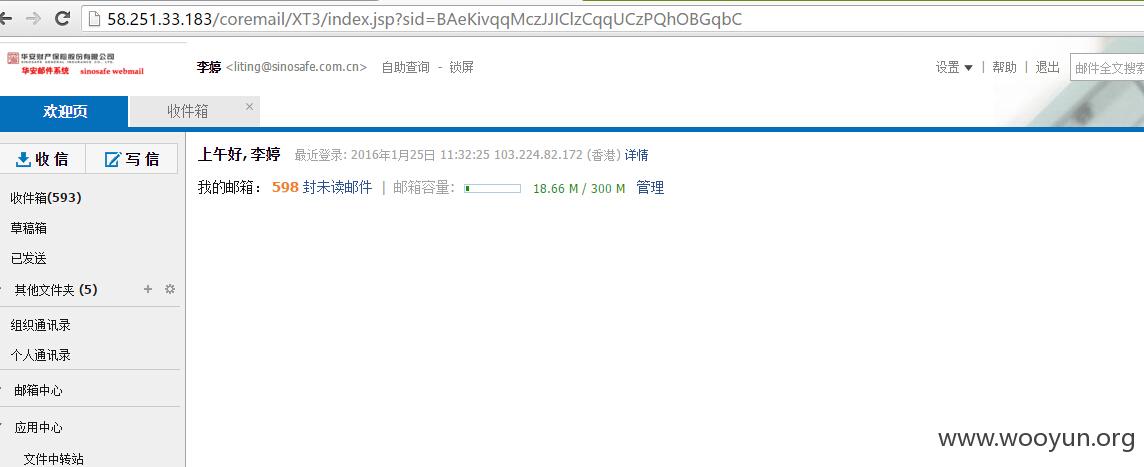 58.251.33.183/coremail/XT3/index.jsp?sid=BAeKivqqMczJJIClzCqqUCzPQhOBGqbC
华安财产保险股份有限公司
SINOSAFE GENERAL INSURANCE CO.,LTD.
华安邮件系统 sinosafe webmail
李婷 <liting@sinosafe.com.cn> 自助查询 - 锁屏
设置 | 帮助 | 退出 邮件全文搜索
欢迎页 收件箱 ×
收信 写信
上午好, 李婷 最近登录: 2016年1月25日 11:32:25 103.224.82.172 (香港) 详情
我的邮箱: 598 封未读邮件 | 邮箱容量: 18.66 M / 300 M 管理
收件箱(593)
草稿箱
已发送
其他文件夹 (5) +
组织通讯录
个人通讯录
邮箱中心
应用中心
文件中转站
www.wooyun.org